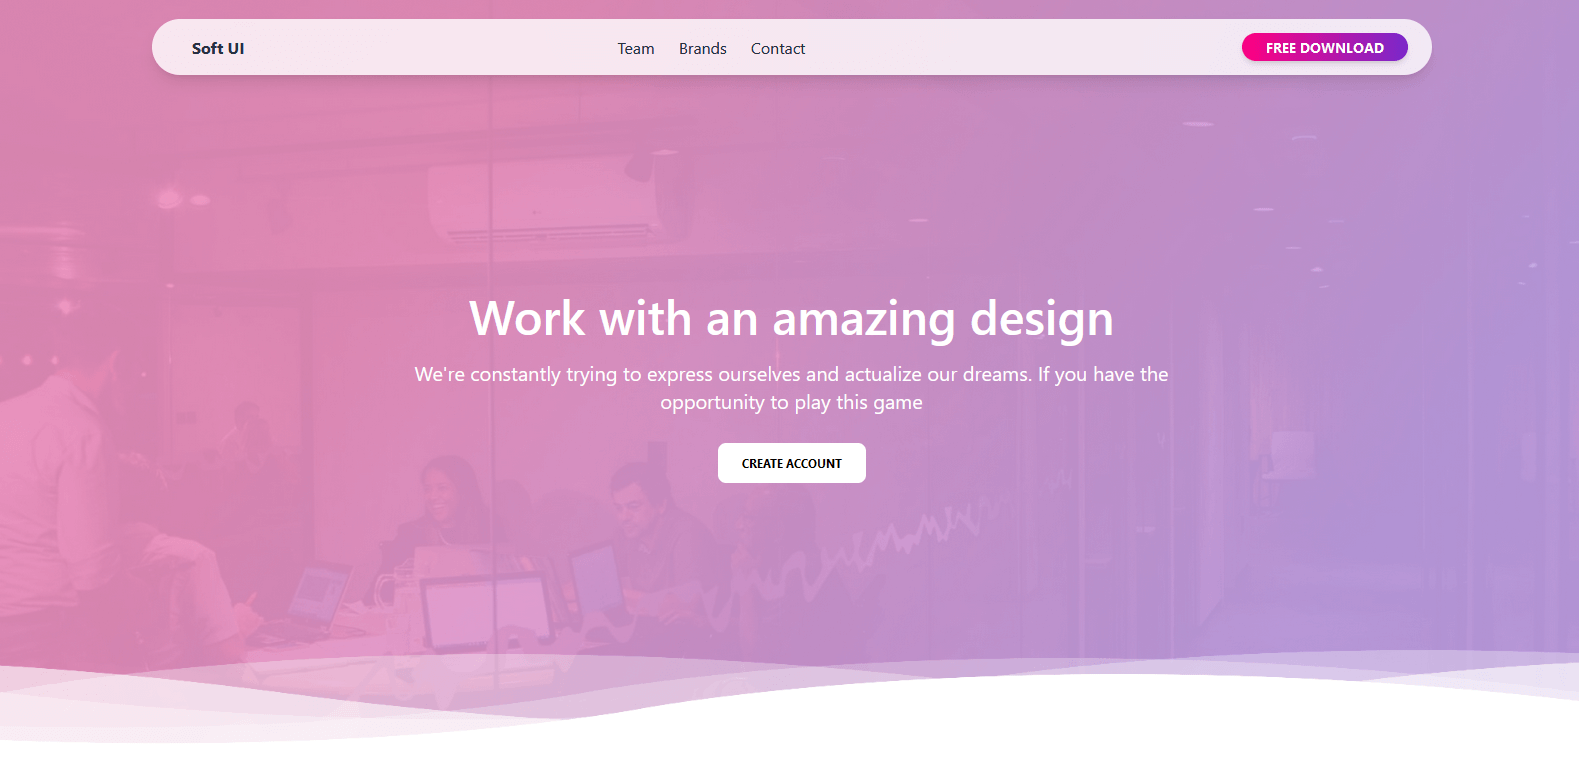 Soft UI
Team Brands Contact
FREE DOWNLOAD
Work with an amazing design
We're constantly trying to express ourselves and actualize our dreams. If you have the
opportunity to play this game
CREATE ACCOUNT